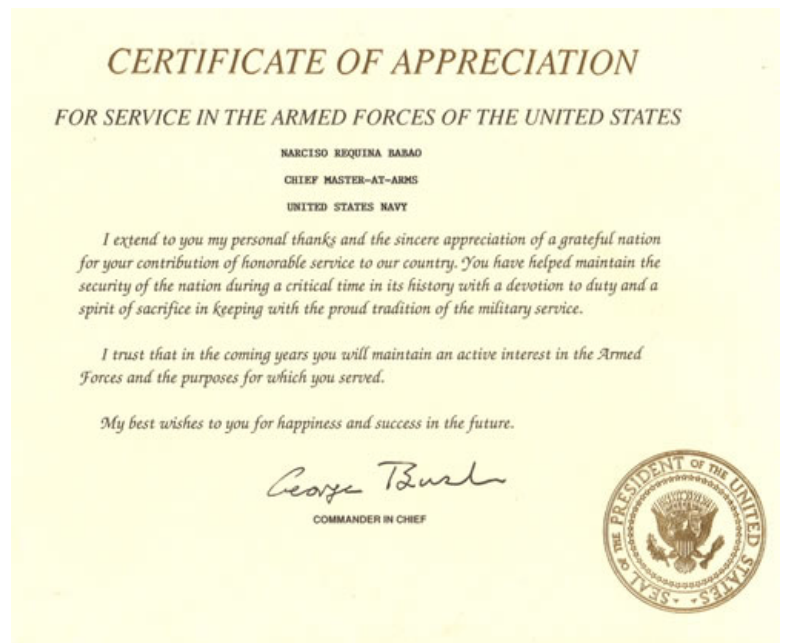 CERTIFICATE OF APPRECIATION
FOR SERVICE IN THE ARMED FORCES OF THE UNITED STATES
NARCISO REQUINA BABAO
CHIEF MASTER-AT-ARMS
UNITED STATES NAVY
I extend to you my personal thanks and the sincere appreciation of a grateful nation
for your contribution of honorable service to our country. You have helped maintain the
security of the nation during a critical time in its history with a devotion to duty and a
spirit of sacrifice in keeping with the proud tradition of the military service.
I trust that in the coming years you will maintain an active interest in the Armed
Forces and the purposes for which you served.
My best wishes to you for happiness and success in the future.
George Bush
COMMANDER IN CHIEF
SEAL OF THE PRESIDENT OF THE UNITED STATES